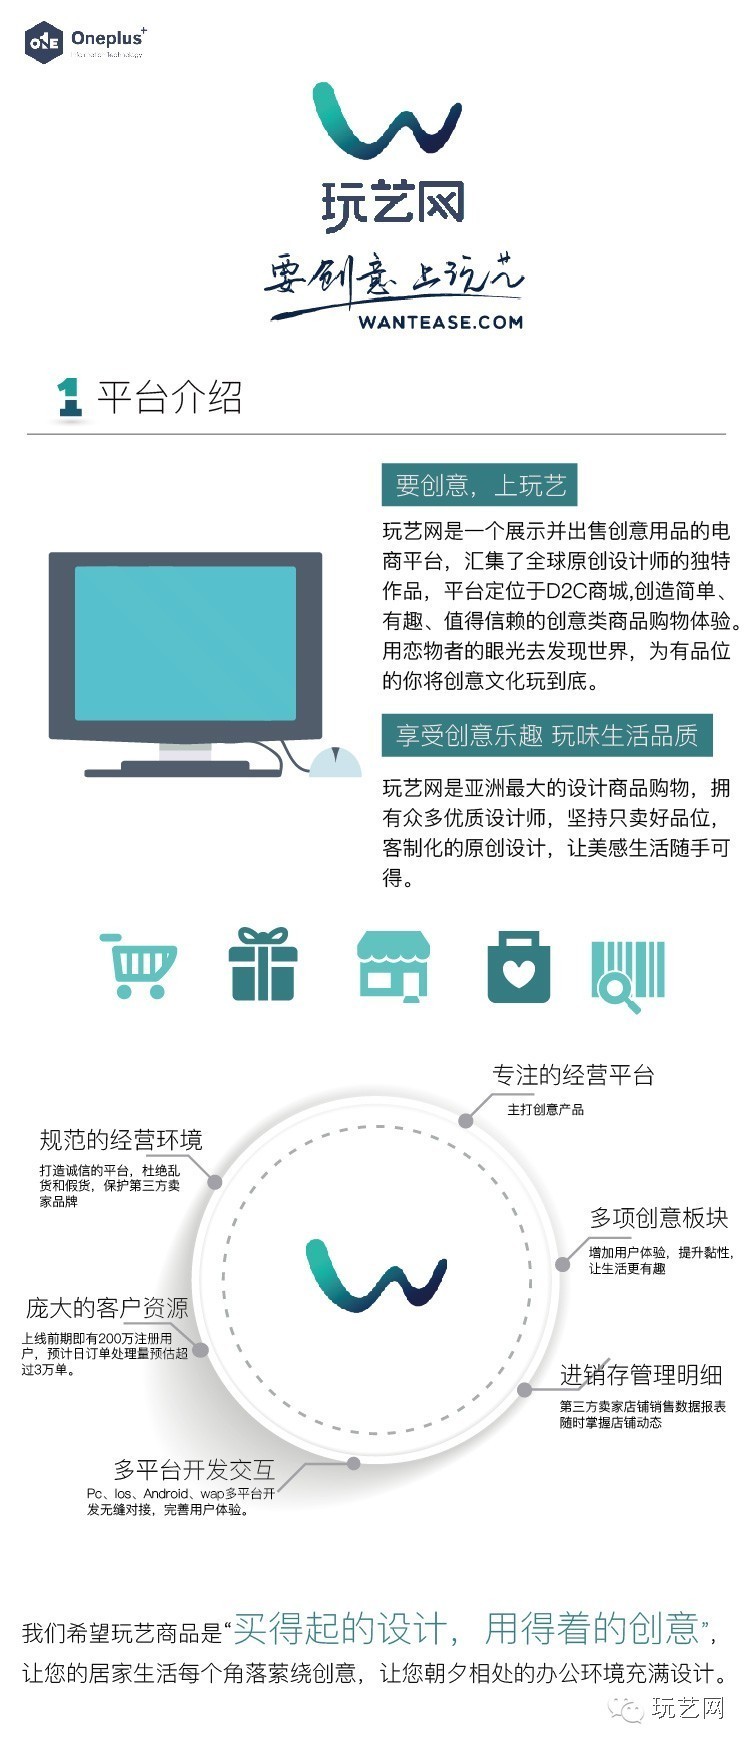 ONE Oneplus+
玩艺网
要创意 上玩艺
WANTEASE.COM
1 平台介绍
要创意，上玩艺
玩艺网是一个展示并出售创意用品的电
商平台，汇集了全球原创设计师的独特
作品，平台定位于D2C商城,创造简单、
有趣、值得信赖的创意类商品购物体验。
用恋物者的眼光去发现世界，为有品位
的你将创意文化玩到底。
享受创意乐趣 玩味生活品质
玩艺网是亚洲最大的设计商品购物，拥
有众多优质设计师，坚持只卖好品位，
客制化的原创设计，让美感生活随手可
得。
专注的经营平台
主打创意产品
规范的经营环境
打造诚信的平台，杜绝乱
货和假货，保护第三方卖
家品牌
多项创意板块
增加用户体验，提升黏性，
让生活更有趣
庞大的客户资源
上线前期即有200万注册用
户，预计日订单处理量预估超
过3万单。
进销存管理明细
第三方卖家店铺销售数据报表
随时掌握店铺动态
多平台开发交互
Pc、Ios、Android、wap多平台开
发无缝对接，完善用户体验。
我们希望玩艺商品是“买得起的设计，用得着的创意”，
让您的居家生活每个角落萦绕创意，让您朝夕相处的办公环境充满设计。
玩艺网